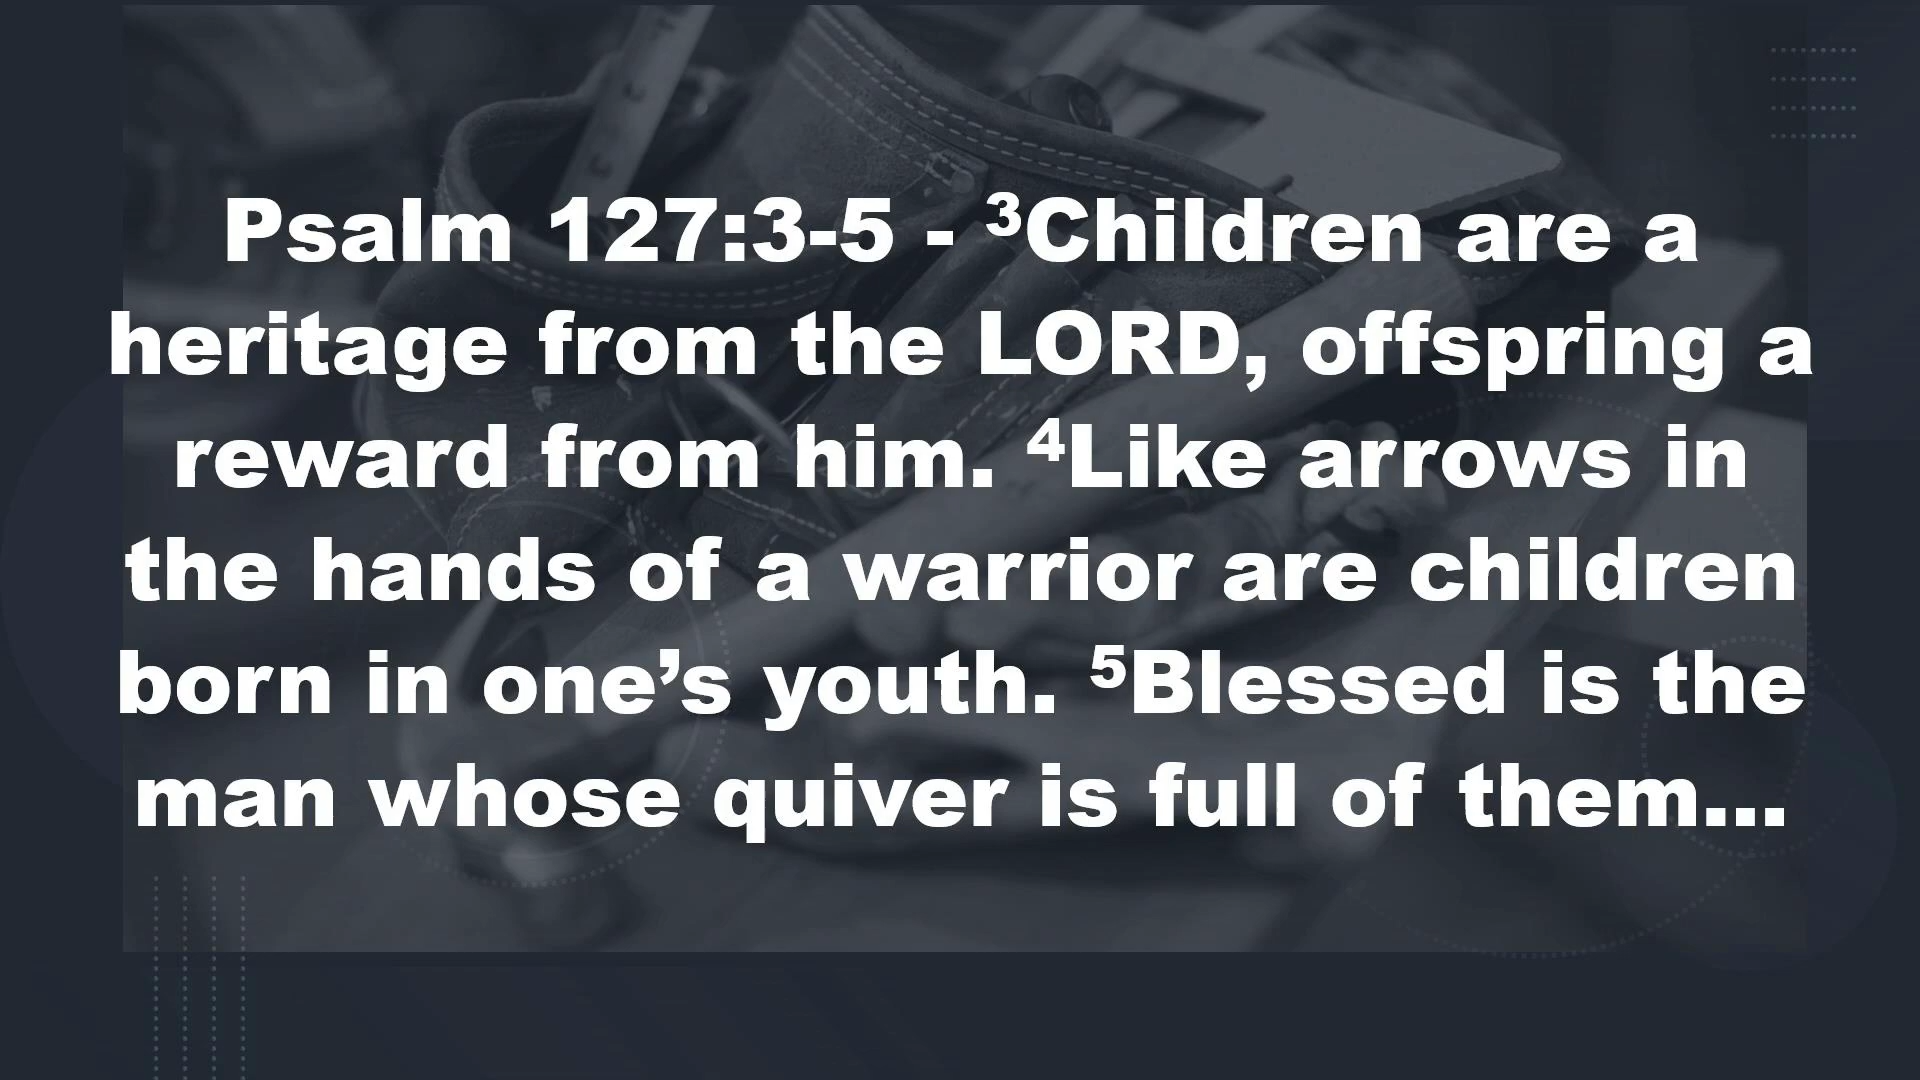 Psalm 127:3-5 - ³Children are a
heritage from the LORD, offspring a
reward from him. ⁴Like arrows in
the hands of a warrior are children
born in one’s youth. ⁵Blessed is the
man whose quiver is full of them...